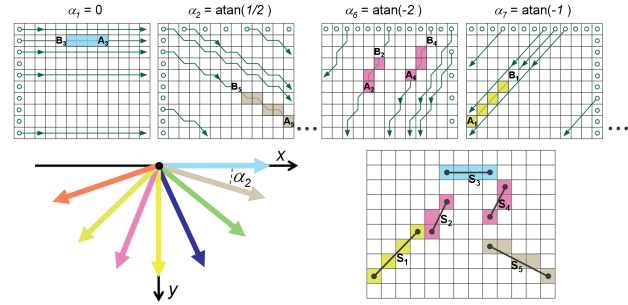 α₁ = 0
α₂ = atan(1/2)
α₆ = atan(-2)
α₇ = atan(-1)
B₃ A₃
B₅
A₅
B₂ B₄
A₂ A₄
B₁
A₁
...
...
x
α₂
y
S₃
S₄
S₂
S₁
S₅